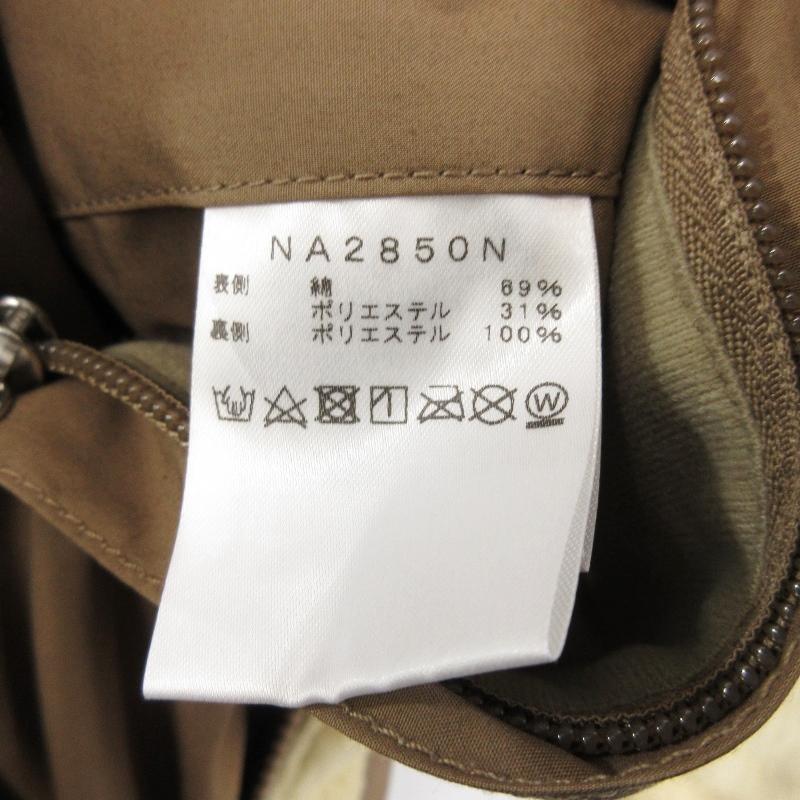 NA2850N
表側 綿 69%
ポリエステル 31%
裏側 ポリエステル 100%
W